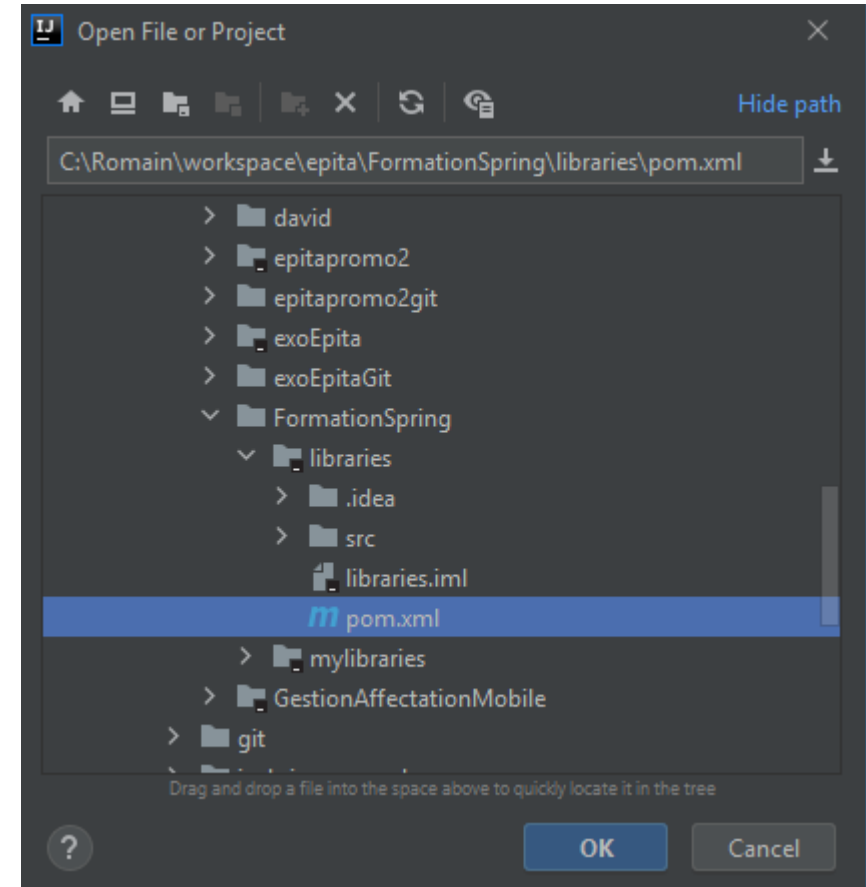 IJ
Open File or Project
Hide path
C:\Romain\workspace\epita\FormationSpring\libraries\pom.xml
david
epitapromo2
epitapromo2git
exoEpita
exoEpitaGit
FormationSpring
libraries
.idea
src
libraries.iml
m pom.xml
mylibraries
GestionAffectationMobile
git
Drag and drop a file into the space above to quickly locate it in the tree
? OK Cancel